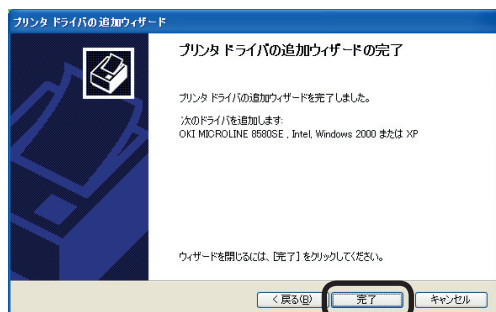 プリンタ ドライバの追加ウィザード
プリンタ ドライバの追加ウィザードの完了
プリンタ ドライバの追加ウィザードを完了しました。
次のドライバを追加します:
OKI MICROLINE 8580SE , Intel, Windows 2000 または XP
ウィザードを閉じるには、[完了] をクリックしてください。
< 戻る(B)
完了
キャンセル